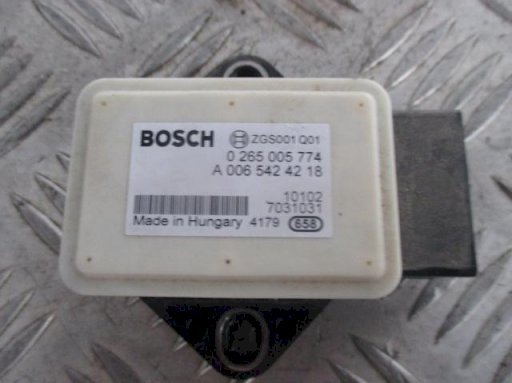 BOSCH ZGS001 Q01
0 265 005 774
A 006 542 42 18
10102
7031031
Made in Hungary 4179 658